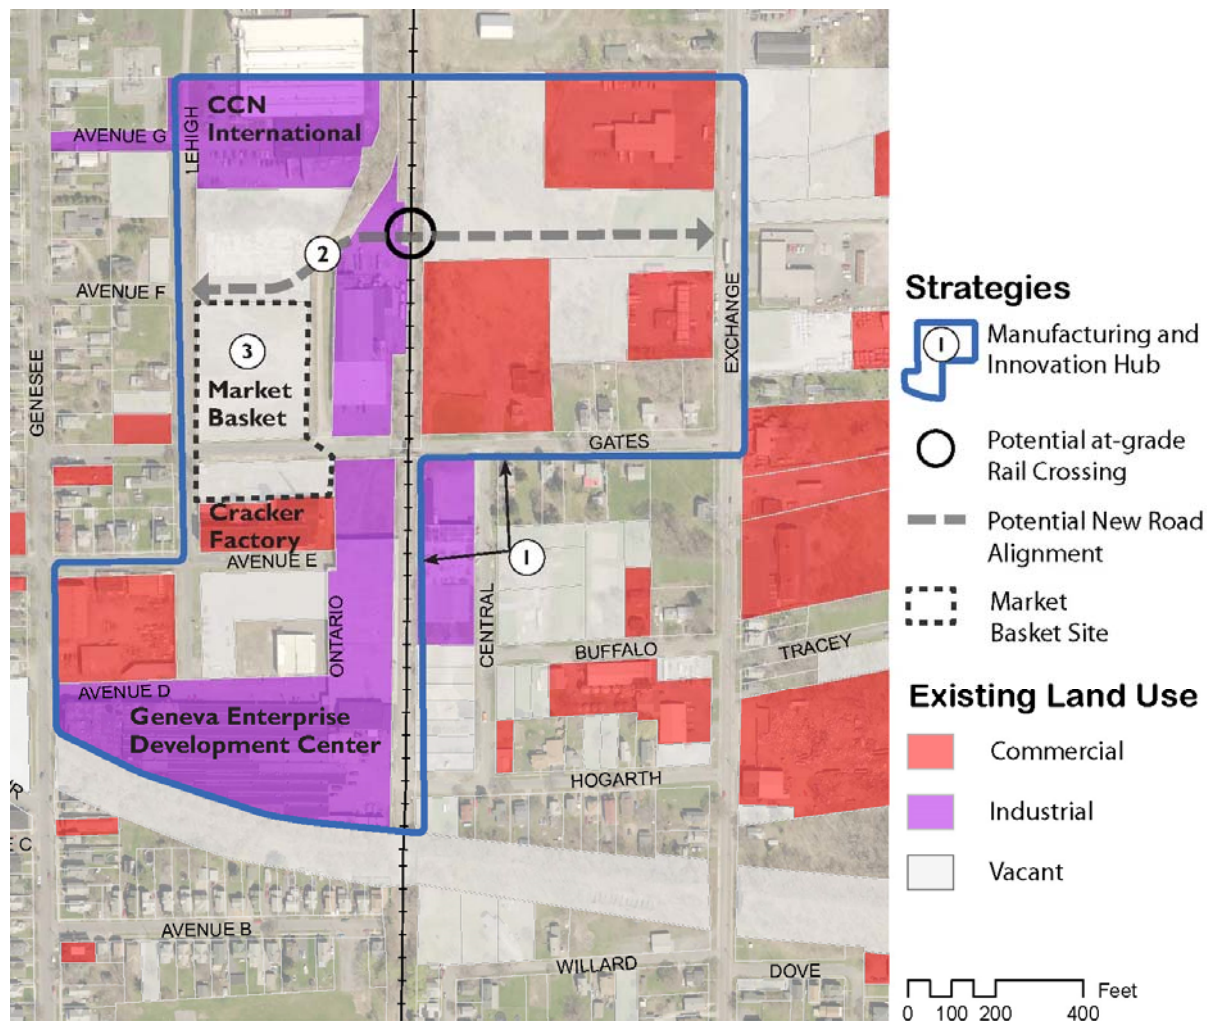 CCN
International
AVENUE G
LEHIGH
2
AVENUE F
3
Market
Basket
GENESEE
EXCHANGE
GATES
Cracker
Factory
AVENUE E
1
ONTARIO
CENTRAL
BUFFALO
TRACEY
AVENUE D
Geneva Enterprise
Development Center
HOGARTH
AVENUE B
WILLARD
DOVE
Strategies
1
Manufacturing and
Innovation Hub
Potential at-grade
Rail Crossing
Potential New Road
Alignment
Market
Basket Site
Existing Land Use
Commercial
Industrial
Vacant
Feet
0 100 200 400